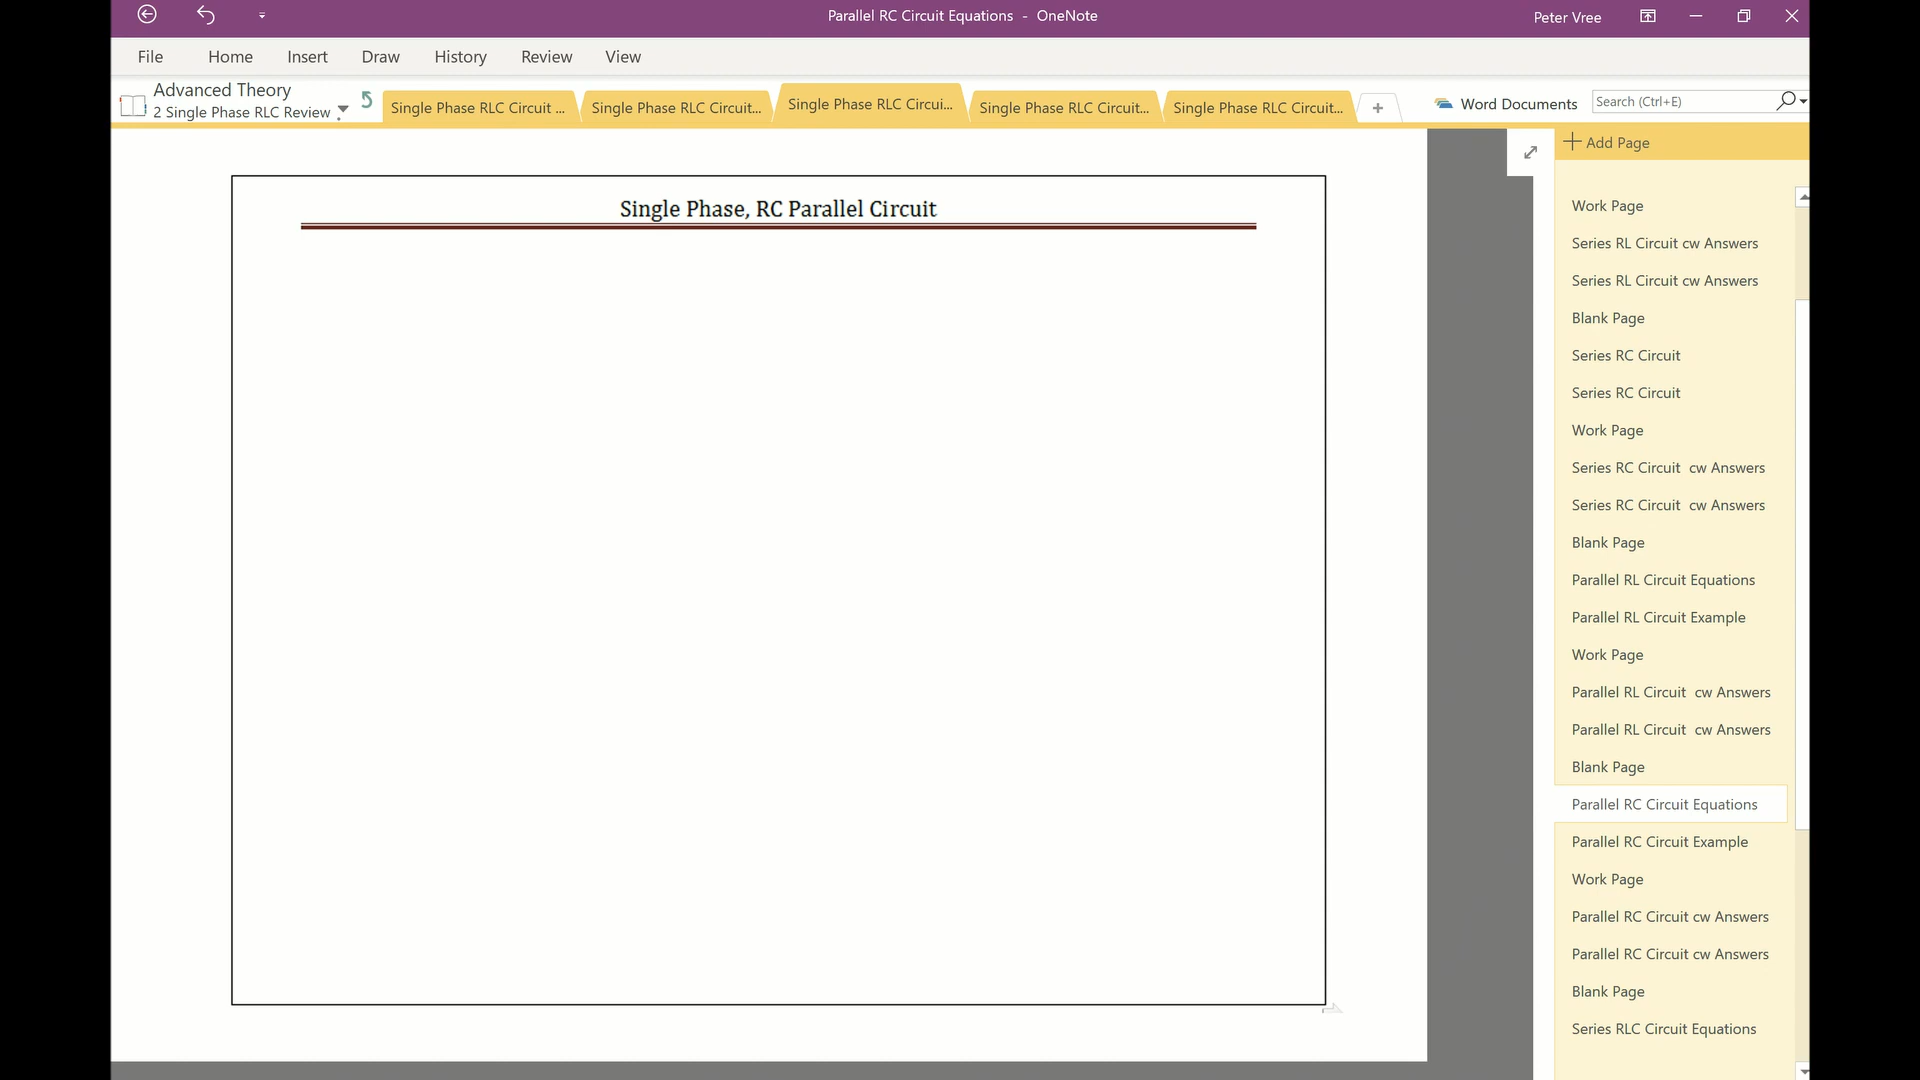 Parallel RC Circuit Equations - OneNote
Peter Vree
File Home Insert Draw History Review View
Advanced Theory
2 Single Phase RLC Review
Single Phase RLC Circuit ...
Single Phase RLC Circuit...
Single Phase RLC Circui...
Single Phase RLC Circuit...
Single Phase RLC Circuit...
Word Documents
Search (Ctrl+E)
Add Page
Single Phase, RC Parallel Circuit
Work Page
Series RL Circuit cw Answers
Series RL Circuit cw Answers
Blank Page
Series RC Circuit
Series RC Circuit
Work Page
Series RC Circuit  cw Answers
Series RC Circuit  cw Answers
Blank Page
Parallel RL Circuit Equations
Parallel RL Circuit Example
Work Page
Parallel RL Circuit  cw Answers
Parallel RL Circuit  cw Answers
Blank Page
Parallel RC Circuit Equations
Parallel RC Circuit Example
Work Page
Parallel RC Circuit cw Answers
Parallel RC Circuit cw Answers
Blank Page
Series RLC Circuit Equations